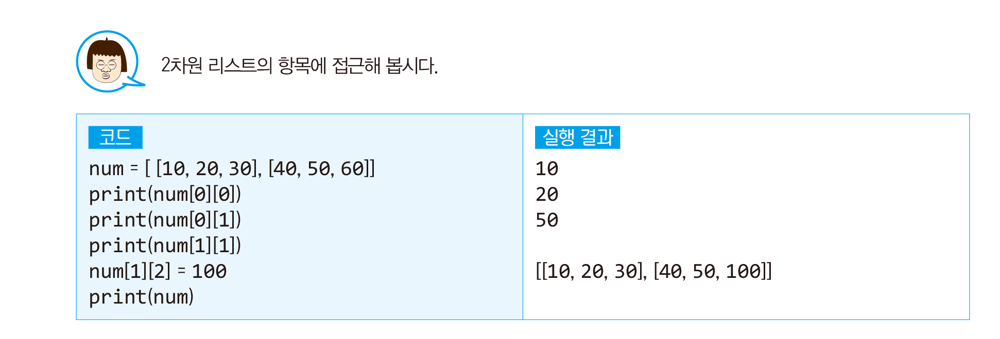 2차원 리스트의 항목에 접근해 봅시다.
코드
num = [ [10, 20, 30], [40, 50, 60]]
print(num[0][0])
print(num[0][1])
print(num[1][1])
num[1][2] = 100
print(num)
실행 결과
10
20
50
[[10, 20, 30], [40, 50, 100]]